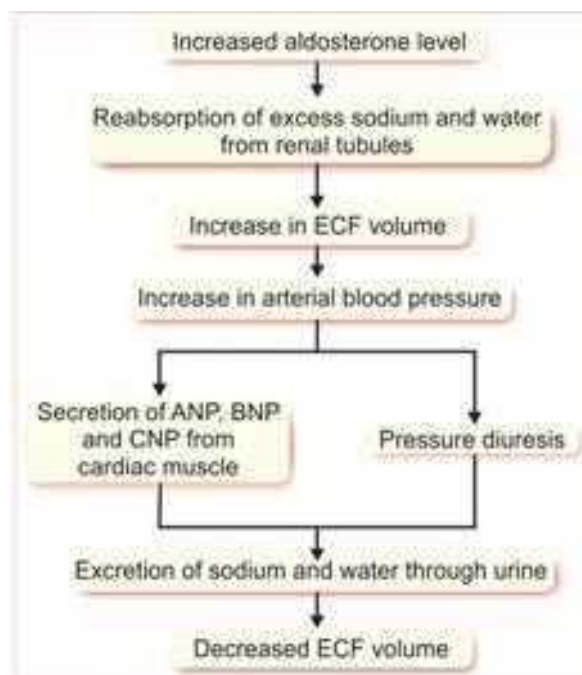 Increased aldosterone level
Reabsorption of excess sodium and water
from renal tubules
Increase in ECF volume
Increase in arterial blood pressure
Secretion of ANP, BNP
and CNP from
cardiac muscle
Pressure diuresis
Excretion of sodium and water through urine
Decreased ECF volume